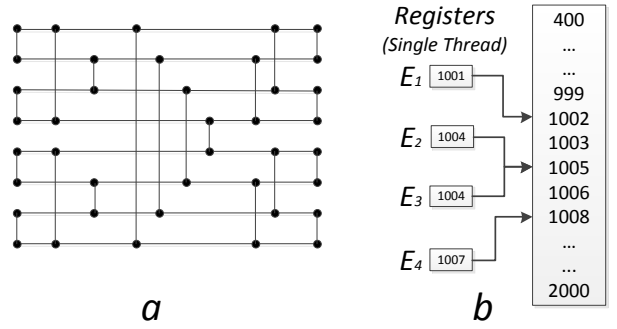 Registers
(Single Thread)
E1 1001
E2 1004
E3 1004
E4 1007
400
...
...
999
1002
1003
1005
1006
1008
...
...
2000
a
b